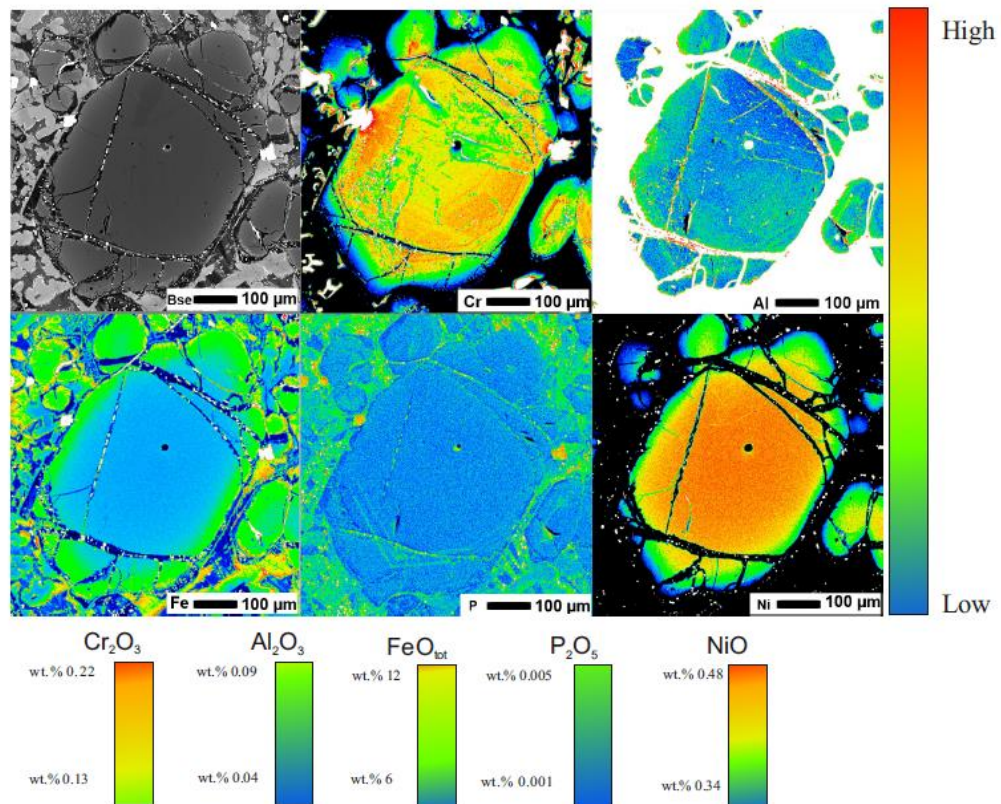 High
Bse 100 µm
Cr 100 µm
Al 100 µm
Fe 100 µm
P 100 µm
Ni 100 µm
Low
Cr₂O₃ Al₂O₃ FeOtot P₂O₅ NiO
wt.% 0.22 wt.% 0.09 wt.% 12 wt.% 0.005 wt.% 0.48
wt.% 0.13 wt.% 0.04 wt.% 6 wt.% 0.001 wt.% 0.34